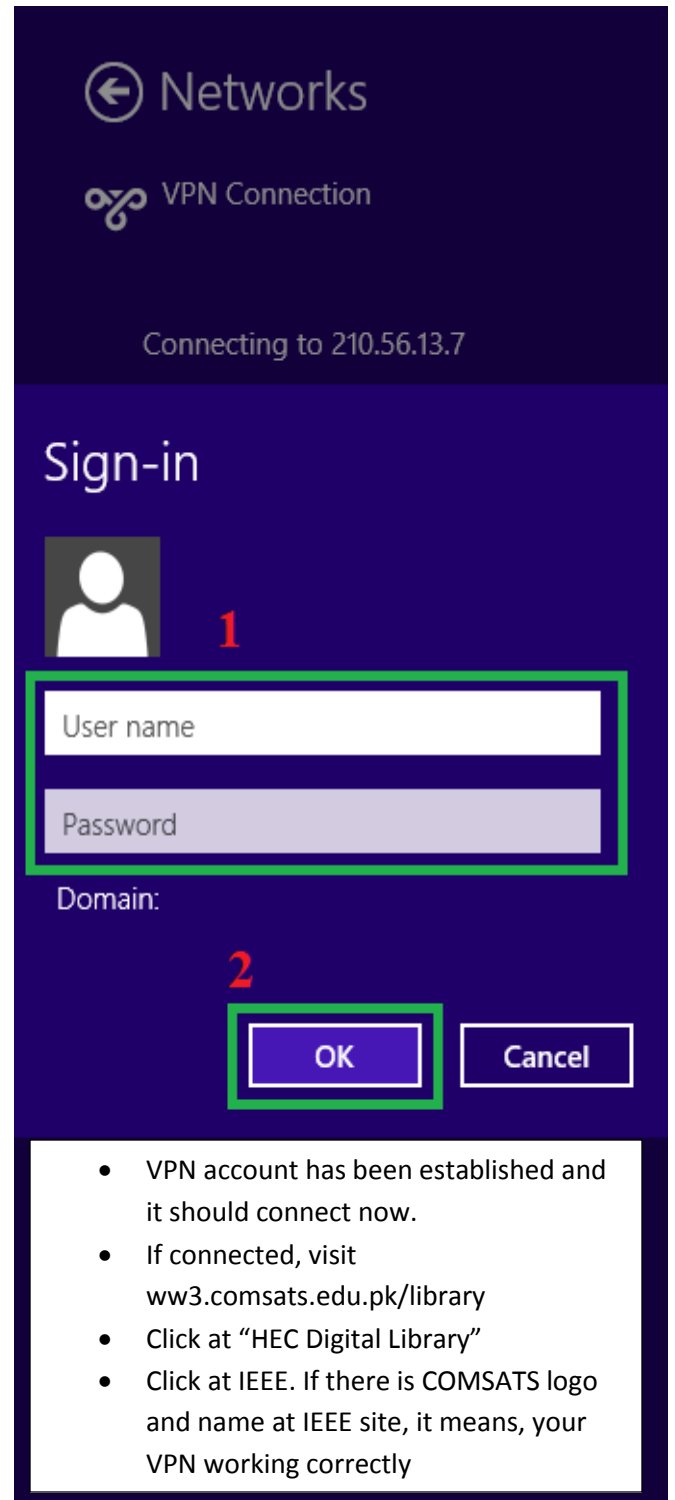 Networks
VPN Connection
Connecting to 210.56.13.7
Sign-in
1
User name
Password
Domain:
2
OK Cancel
• VPN account has been established and
it should connect now.
• If connected, visit
ww3.comsats.edu.pk/library
• Click at “HEC Digital Library”
• Click at IEEE. If there is COMSATS logo
and name at IEEE site, it means, your
VPN working correctly